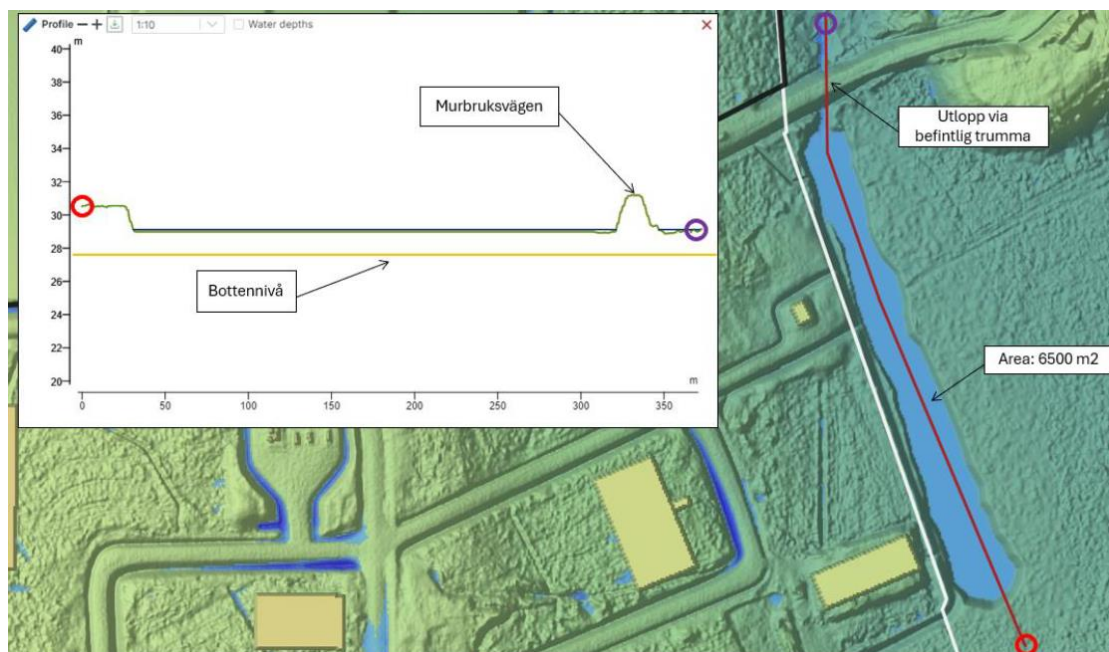 Profile
1:10
Water depths
m
40
38
36
34
32
30
28
26
24
22
20
Murbruksvägen
Bottennivå
m
0
50
100
150
200
250
300
350
Utlopp via
befintlig trumma
Area: 6500 m2